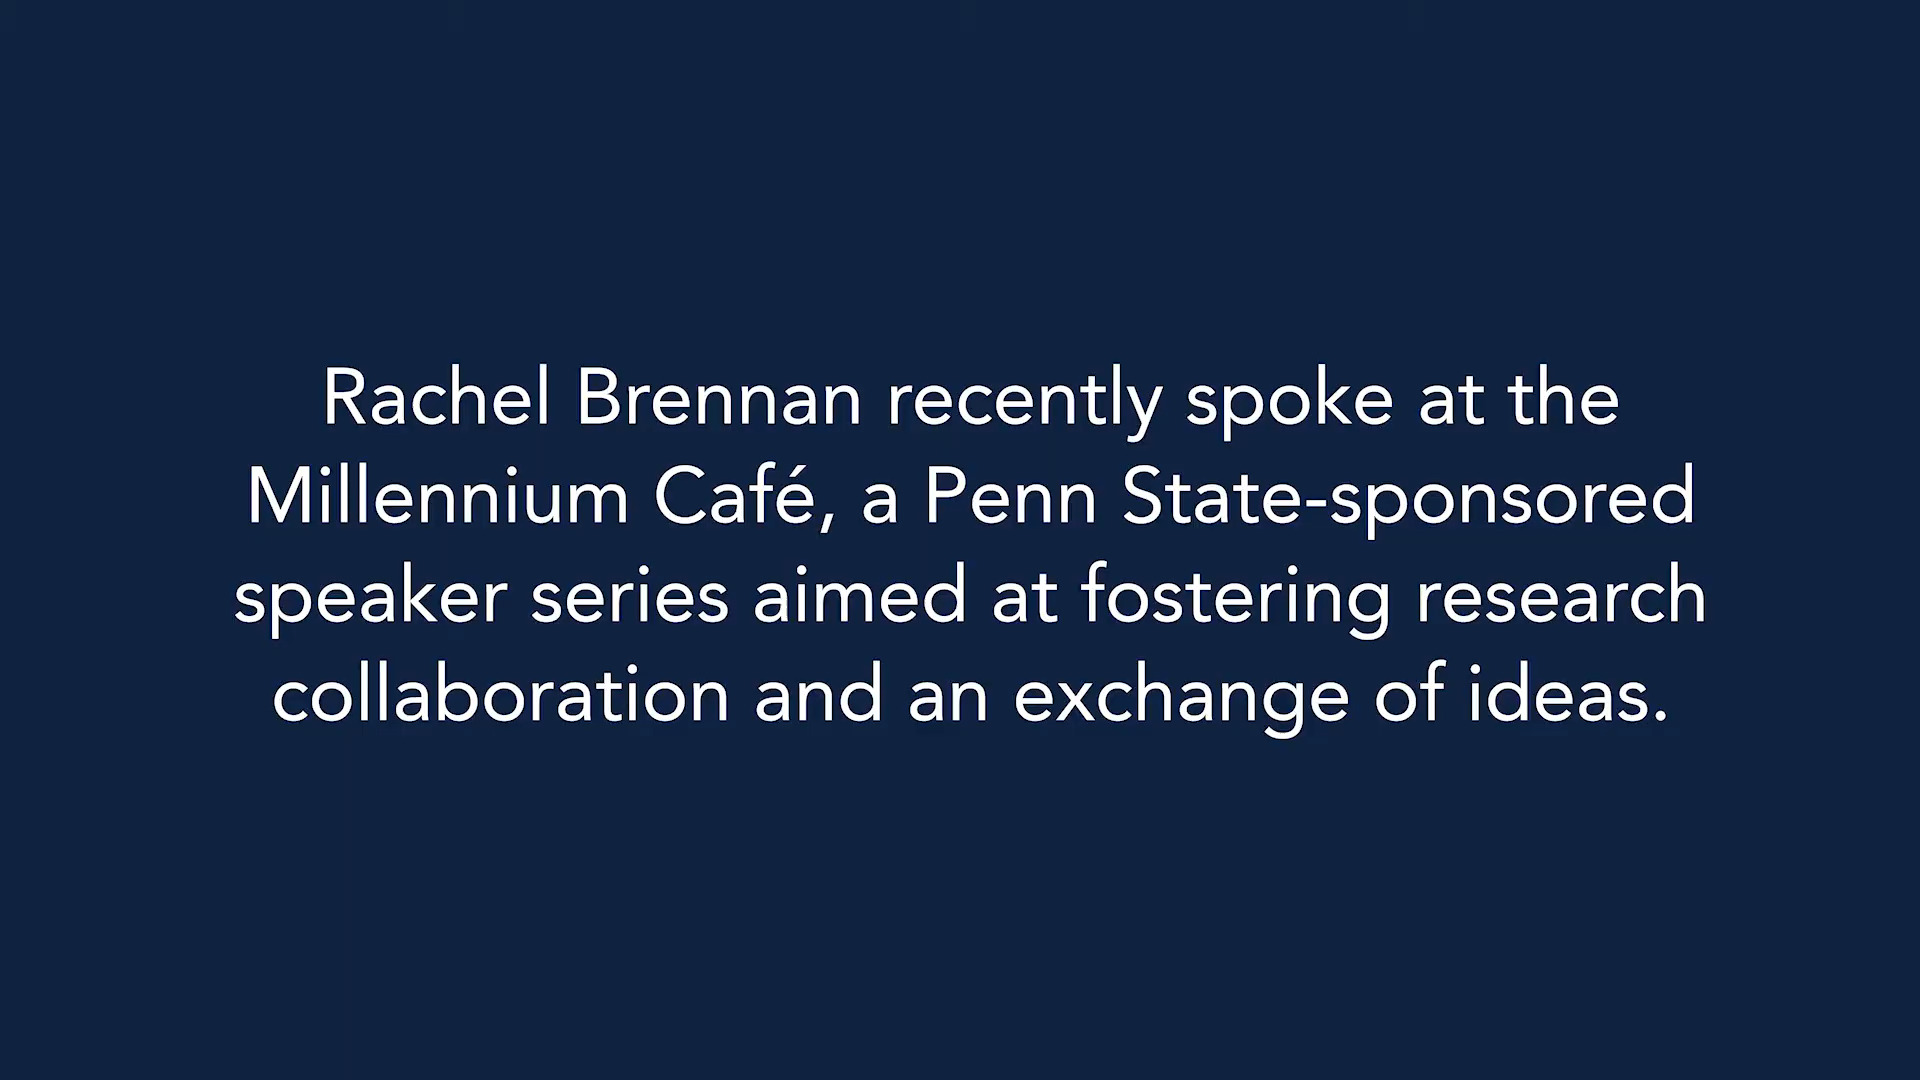 Rachel Brennan recently spoke at the
Millennium Café, a Penn State-sponsored
speaker series aimed at fostering research
collaboration and an exchange of ideas.